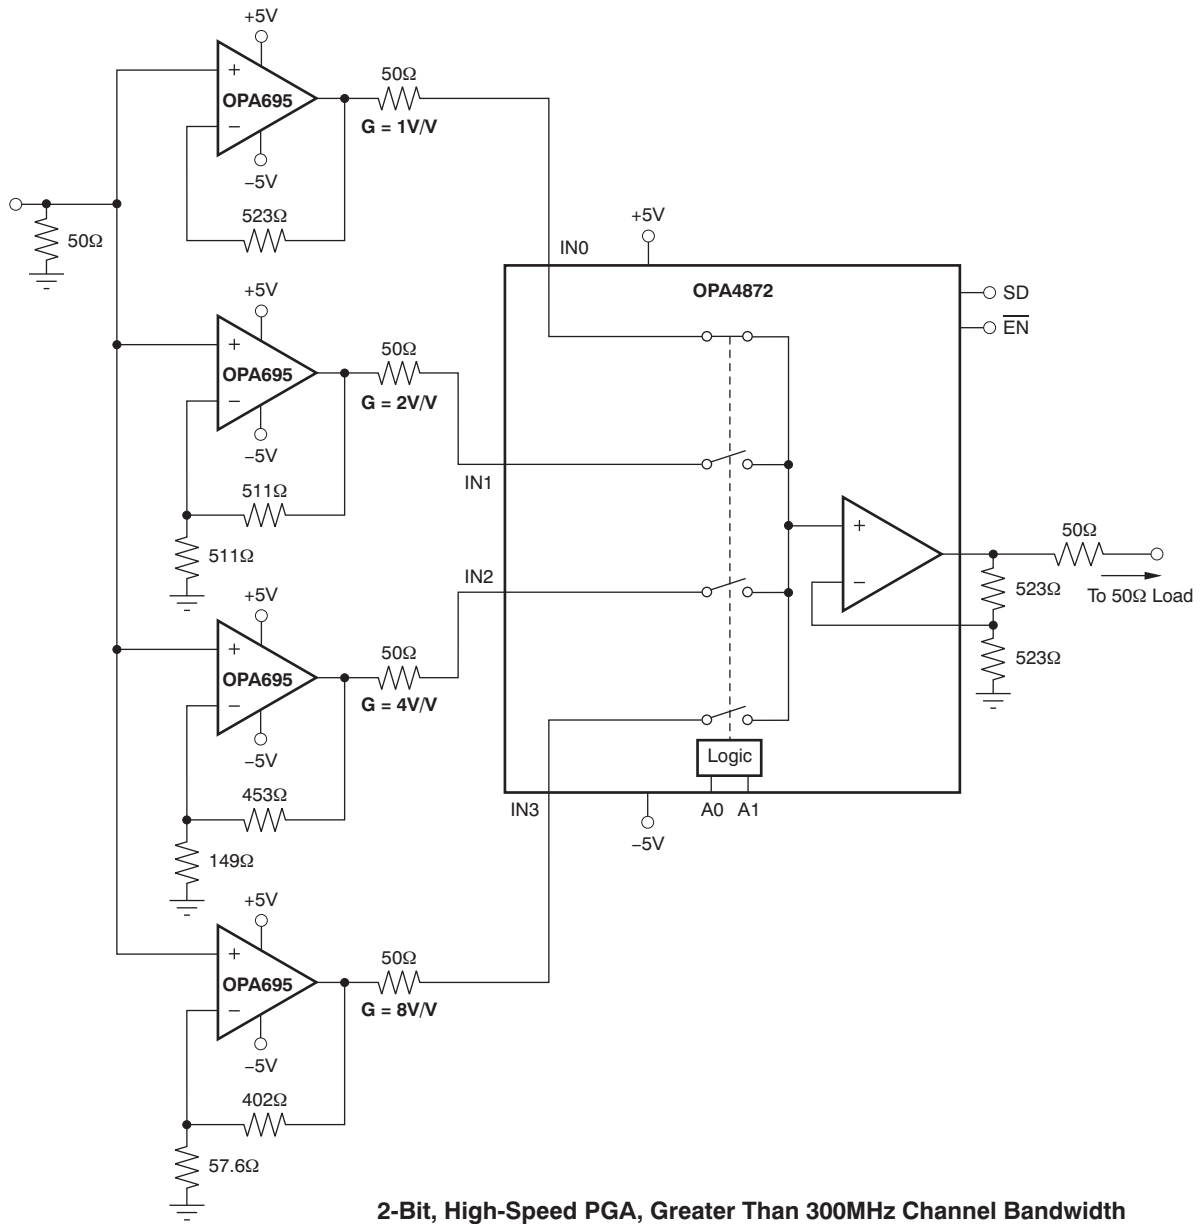 +5V
+
OPA695
−
−5V
50Ω
G = 1V/V
523Ω
50Ω
+5V
+
OPA695
−
−5V
50Ω
G = 2V/V
511Ω
511Ω
+5V
+
OPA695
−
−5V
50Ω
G = 4V/V
453Ω
149Ω
+5V
+
OPA695
−
−5V
50Ω
G = 8V/V
402Ω
57.6Ω
+5V
IN0
OPA4872
SD
EN
IN1
IN2
+
−
50Ω
523Ω
To 50Ω Load
523Ω
Logic
IN3
A0 A1
−5V
2-Bit, High-Speed PGA, Greater Than 300MHz Channel Bandwidth